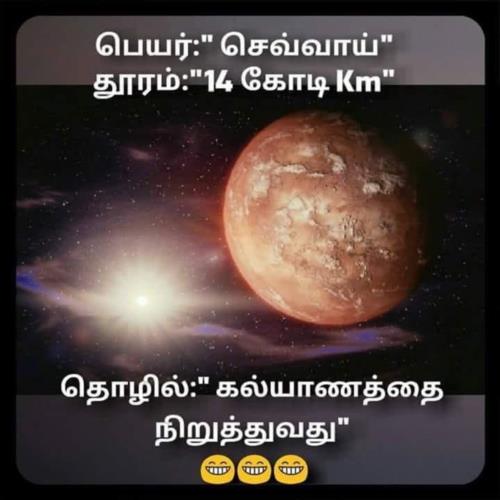 பெயர்:" செவ்வாய்"
தூரம்:"14 கோடி Km"
தொழில்:" கல்யாணத்தை
நிறுத்துவது"
😁😁😁